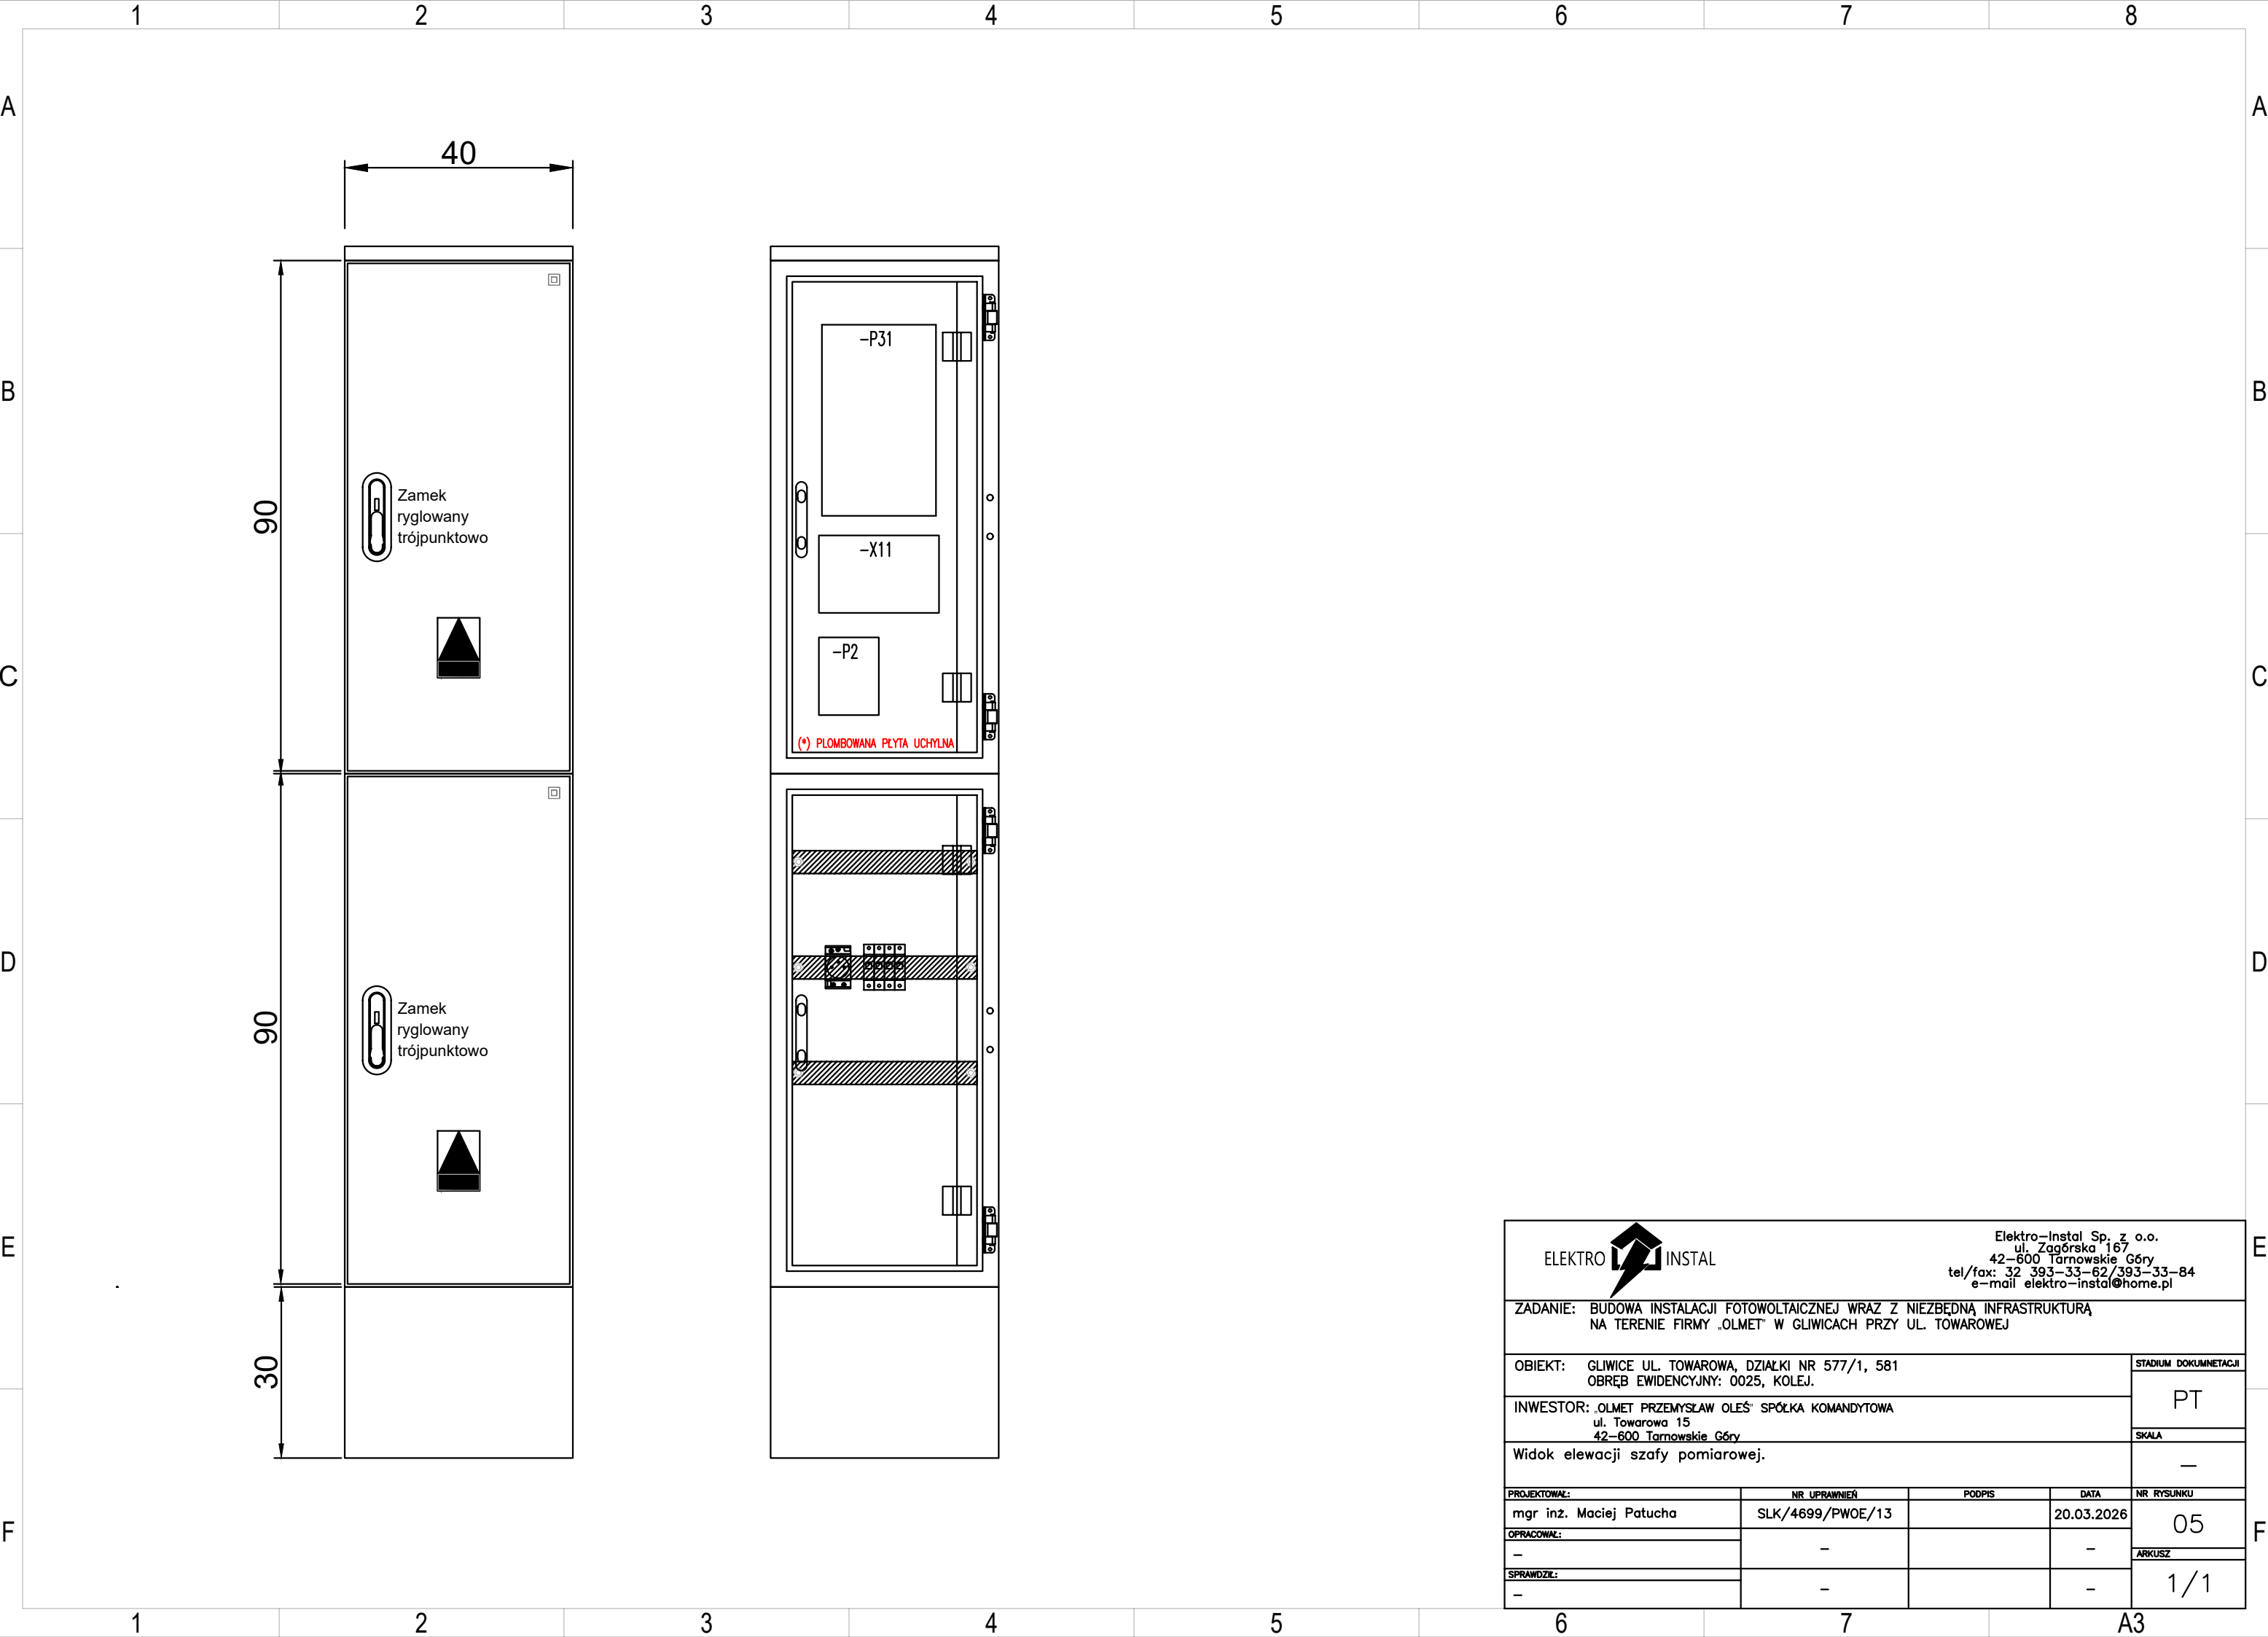 1 2 3 4 5 6 7 8
A A
40
B B
-P31
90
Zamek
ryglowany
trójpunktowo
-X11
C C
-P2
(*) PLOMBOWANA PŁYTA UCHYLNA
D D
90
Zamek
ryglowany
trójpunktowo
E E
30
F F
ELEKTRO INSTAL
Elektro-Instal Sp. z o.o.
ul. Zagórska 167
42-600 Tarnowskie Góry
tel/fax: 32 393-33-62/393-33-84
e-mail elektro-instal@home.pl
ZADANIE: BUDOWA INSTALACJI FOTOWOLTAICZNEJ WRAZ Z NIEZBĘDNĄ INFRASTRUKTURĄ
NA TERENIE FIRMY „OLMET" W GLIWICACH PRZY UL. TOWAROWEJ
OBIEKT: GLIWICE UL. TOWAROWA, DZIAŁKI NR 577/1, 581
OBRĘB EWIDENCYJNY: 0025, KOLEJ.
STADIUM DOKUMNETACJI
PT
INWESTOR: „OLMET PRZEMYSŁAW OLEŚ" SPÓŁKA KOMANDYTOWA
ul. Towarowa 15
42-600 Tarnowskie Góry
SKALA
-
Widok elewacji szafy pomiarowej.
PROJEKTOWAŁ: NR UPRAWNIEŃ PODPIS DATA NR RYSUNKU
mgr inż. Maciej Patucha SLK/4699/PWOE/13 20.03.2026
05
OPRACOWAŁ:
- - -
ARKUSZ
1/1
SPRAWDZIŁ:
- - -
1 2 3 4 5 6 7 A3